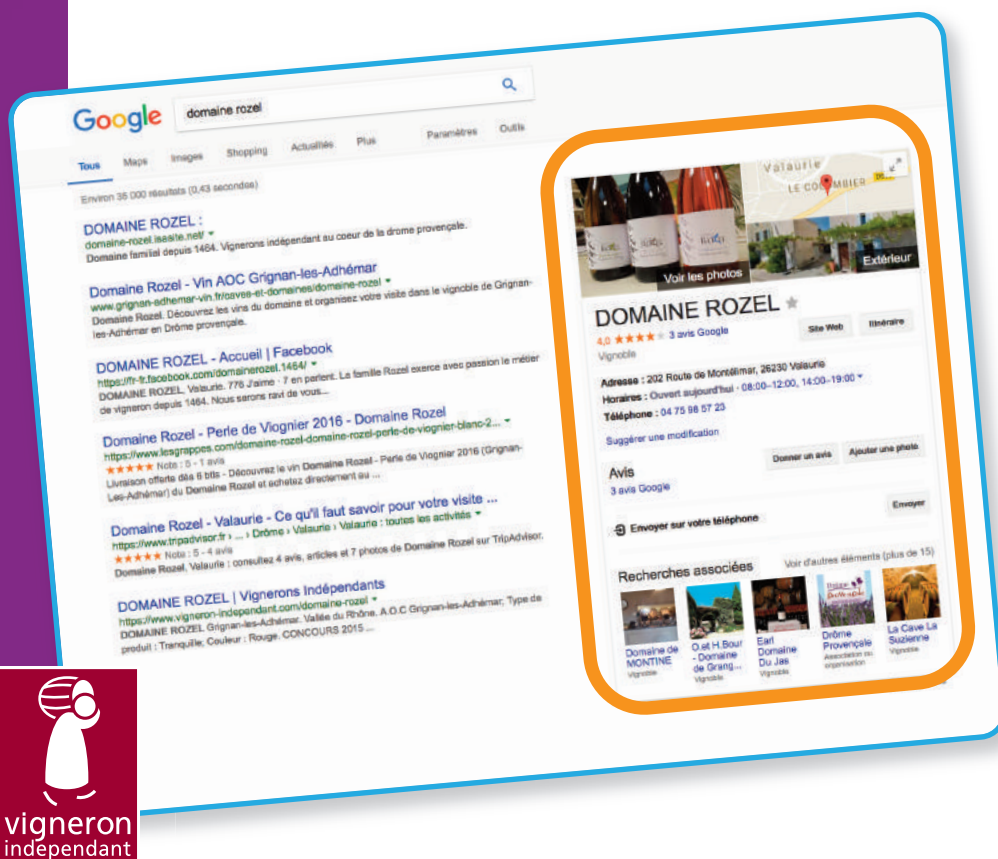 Google
domaine rozel
Tous Maps Images Shopping Actualités Plus Paramètres Outils
Environ 36 000 résultats (0,43 secondes)
DOMAINE ROZEL :
domaine-rozel.isasite.net/
Domaine familial depuis 1464. Vignerons indépendant au coeur de la drome provençale.
Domaine Rozel - Vin AOC Grignan-les-Adhémar
www.grignan-adhemar-vin.fr/caves-et-domaines/domaine-rozel
Domaine Rozel. Découvrez les vins du domaine et organisez votre visite dans le vignoble de Grignan-
les-Adhémar en Drôme provençale.
DOMAINE ROZEL - Accueil | Facebook
https://fr-fr.facebook.com/domainerozel.1464/
DOMAINE ROZEL, Valaurie. 776 J'aime · 7 en parlent. La famille Rozel exerce avec passion le métier
de vigneron depuis 1464. Nous serons ravi de vous...
Domaine Rozel - Perle de Viognier 2016 - Domaine Rozel
https://www.lesgrappes.com/domaine-rozel-domaine-rozel-perle-de-viognier-blanc-2...
★★★★★ Note : 5 - 1 avis
Livraison offerte dès 6 btls - Découvrez le vin Domaine Rozel - Perle de Viognier 2016 (Grignan-
Les-Adhémar) du Domaine Rozel et achetez directement au ...
Domaine Rozel - Valaurie - Ce qu'il faut savoir pour votre visite ...
https://www.tripadvisor.fr › ... › Drôme › Valaurie › Valaurie : toutes les activités
★★★★★ Note : 5 - 4 avis
Domaine Rozel, Valaurie : consultez 4 avis, articles et 7 photos de Domaine Rozel sur TripAdvisor.
DOMAINE ROZEL | Vignerons Indépendants
https://www.vigneron-independant.com/domaine-rozel
DOMAINE ROZEL Grignan-les-Adhémar. Vallée du Rhône. A.O.C Grignan-les-Adhémar; Type de
produit : Tranquille; Couleur : Rouge. CONCOURS 2015 ...
Valaurie
LE COLOMBIER
Voir les photos
Extérieur
DOMAINE ROZEL
4,0 ★★★★★ 3 avis Google
Vignoble
Site Web Itinéraire
Adresse : 202 Route de Montélimar, 26230 Valaurie
Horaires : Ouvert aujourd'hui · 08:00–12:00, 14:00–19:00
Téléphone : 04 75 98 57 23
Suggérer une modification
Avis
Donner un avis Ajouter une photo
3 avis Google
Envoyer sur votre téléphone
Envoyer
Recherches associées
Voir d'autres éléments (plus de 15)
Domaine de
MONTINE
Vignoble
O.et H.Bour
- Domaine
de Grang...
Vignoble
Earl
Domaine
Du Jas
Vignoble
Drôme
Provençale
Association ou
organisation
La Cave La
Suzienne
Vignoble
vigneron
indépendant